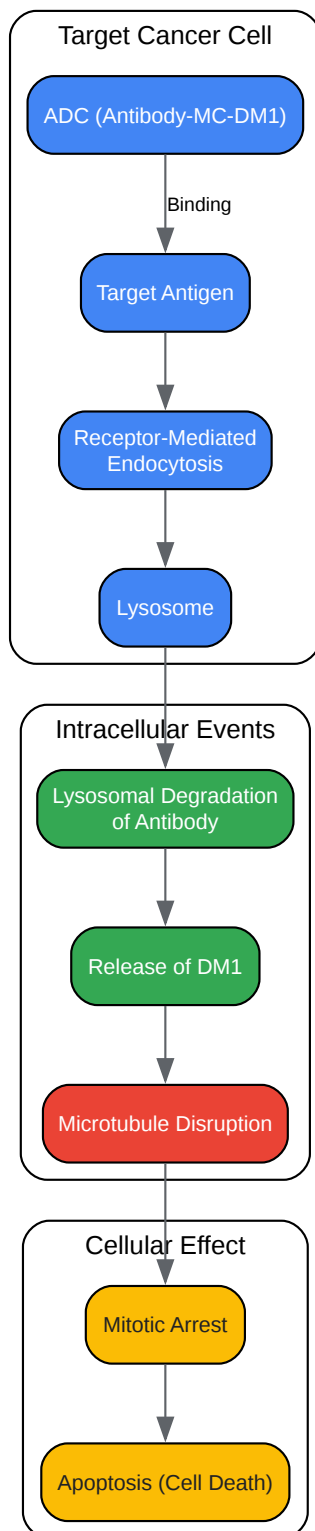 Target Cancer Cell
ADC (Antibody-MC-DM1)
Binding
Target Antigen
Receptor-Mediated
Endocytosis
Lysosome
Intracellular Events
Lysosomal Degradation
of Antibody
Release of DM1
Microtubule Disruption
Cellular Effect
Mitotic Arrest
Apoptosis (Cell Death)